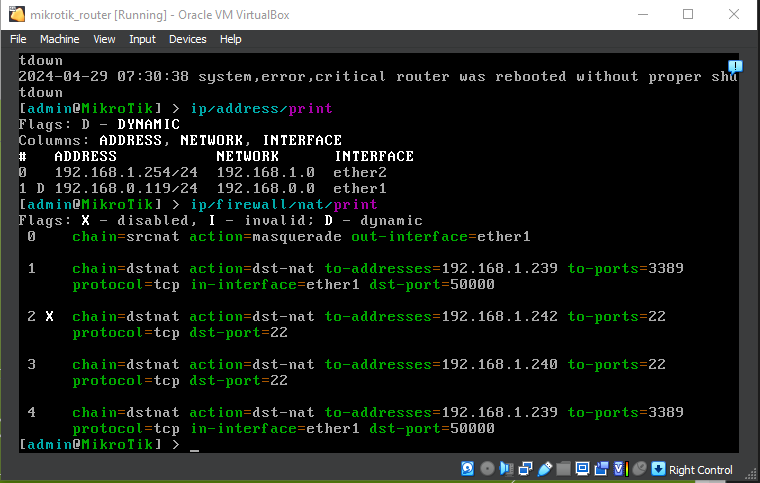 mikrotik_router [Running] - Oracle VM VirtualBox
File Machine View Input Devices Help
tdown
2024-04-29 07:30:38 system,error,critical router was rebooted without proper shu
tdown
[admin@MikroTik] > ip/address/print
Flags: D - DYNAMIC
Columns: ADDRESS, NETWORK, INTERFACE
# ADDRESS NETWORK INTERFACE
0 192.168.1.254/24 192.168.1.0 ether2
1 D 192.168.0.119/24 192.168.0.0 ether1
[admin@MikroTik] > ip/firewall/nat/print
Flags: X - disabled, I - invalid; D - dynamic
0 chain=srcnat action=masquerade out-interface=ether1
1 chain=dstnat action=dst-nat to-addresses=192.168.1.239 to-ports=3389
protocol=tcp in-interface=ether1 dst-port=50000
2 X chain=dstnat action=dst-nat to-addresses=192.168.1.242 to-ports=22
protocol=tcp dst-port=22
3 chain=dstnat action=dst-nat to-addresses=192.168.1.240 to-ports=22
protocol=tcp dst-port=22
4 chain=dstnat action=dst-nat to-addresses=192.168.1.239 to-ports=3389
protocol=tcp in-interface=ether1 dst-port=50000
[admin@MikroTik] > _
Right Control